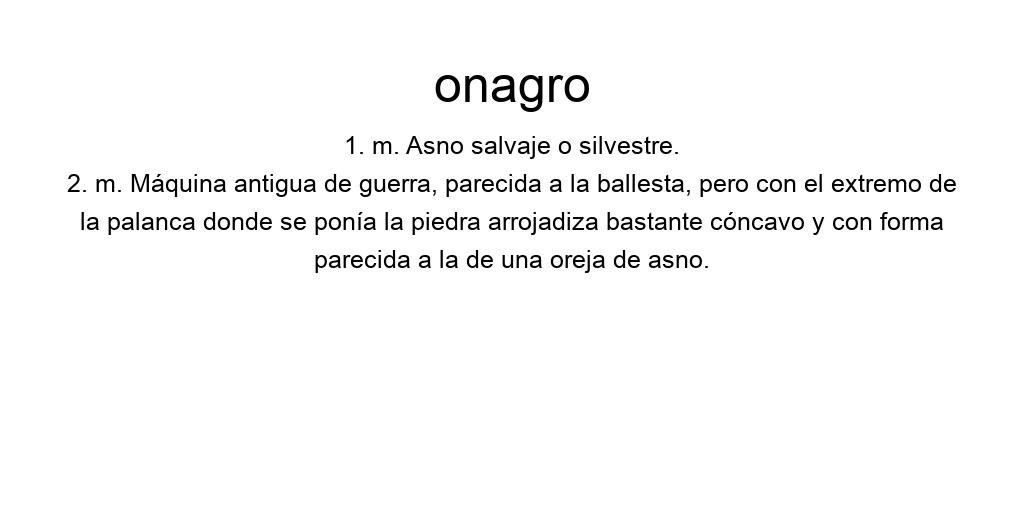 onagro
1. m. Asno salvaje o silvestre.
2. m. Máquina antigua de guerra, parecida a la ballesta, pero con el extremo de
la palanca donde se ponía la piedra arrojadiza bastante cóncavo y con forma
parecida a la de una oreja de asno.